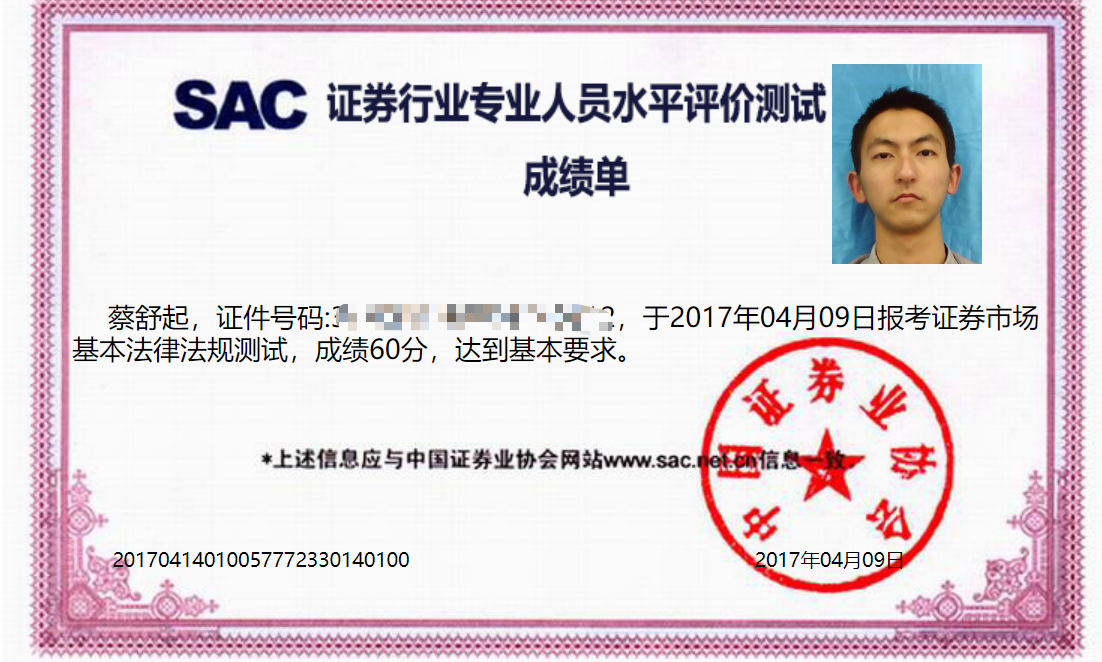 SAC 证券行业专业人员水平评价测试
成绩单
蔡舒起，证件号码:3，于2017年04月09日报考证券市场
基本法律法规测试，成绩60分，达到基本要求。
*上述信息应与中国证券业协会网站www.sac.net.cn信息一致。
中国证券业协会
20170414010057772330140100
2017年04月09日